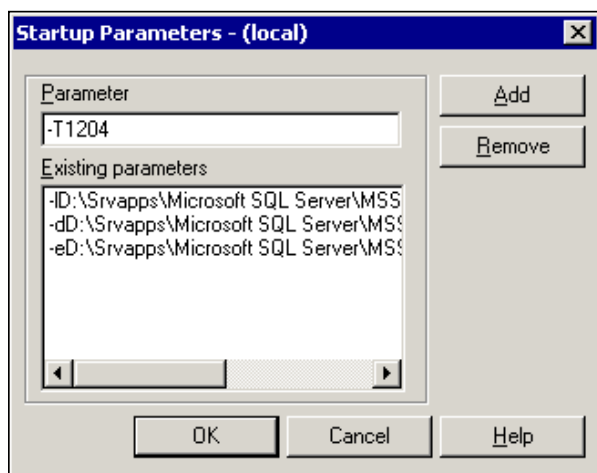 Startup Parameters - (local)
Parameter
Add
-T1204
Remove
Existing parameters
-lD:\Srvapps\Microsoft SQL Server\MSS
-dD:\Srvapps\Microsoft SQL Server\MSS
-eD:\Srvapps\Microsoft SQL Server\MSS
OK
Cancel
Help